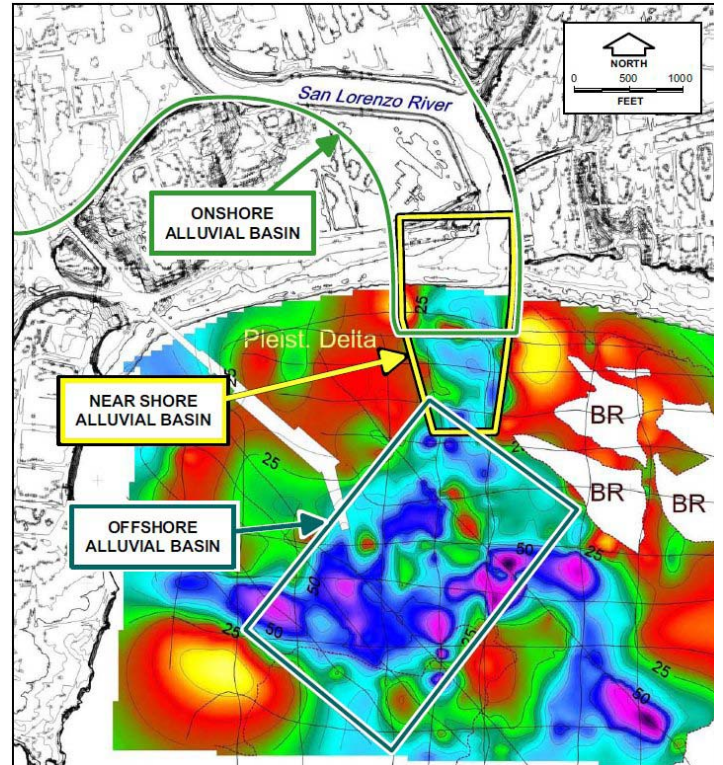 NORTH
0 500 1000
FEET
San Lorenzo River
ONSHORE
ALLUVIAL BASIN
25
Pleist. Delta
25
NEAR SHORE
ALLUVIAL BASIN
BR
25
BR
BR
OFFSHORE
ALLUVIAL BASIN
50
25
50
25
50
25
25
50